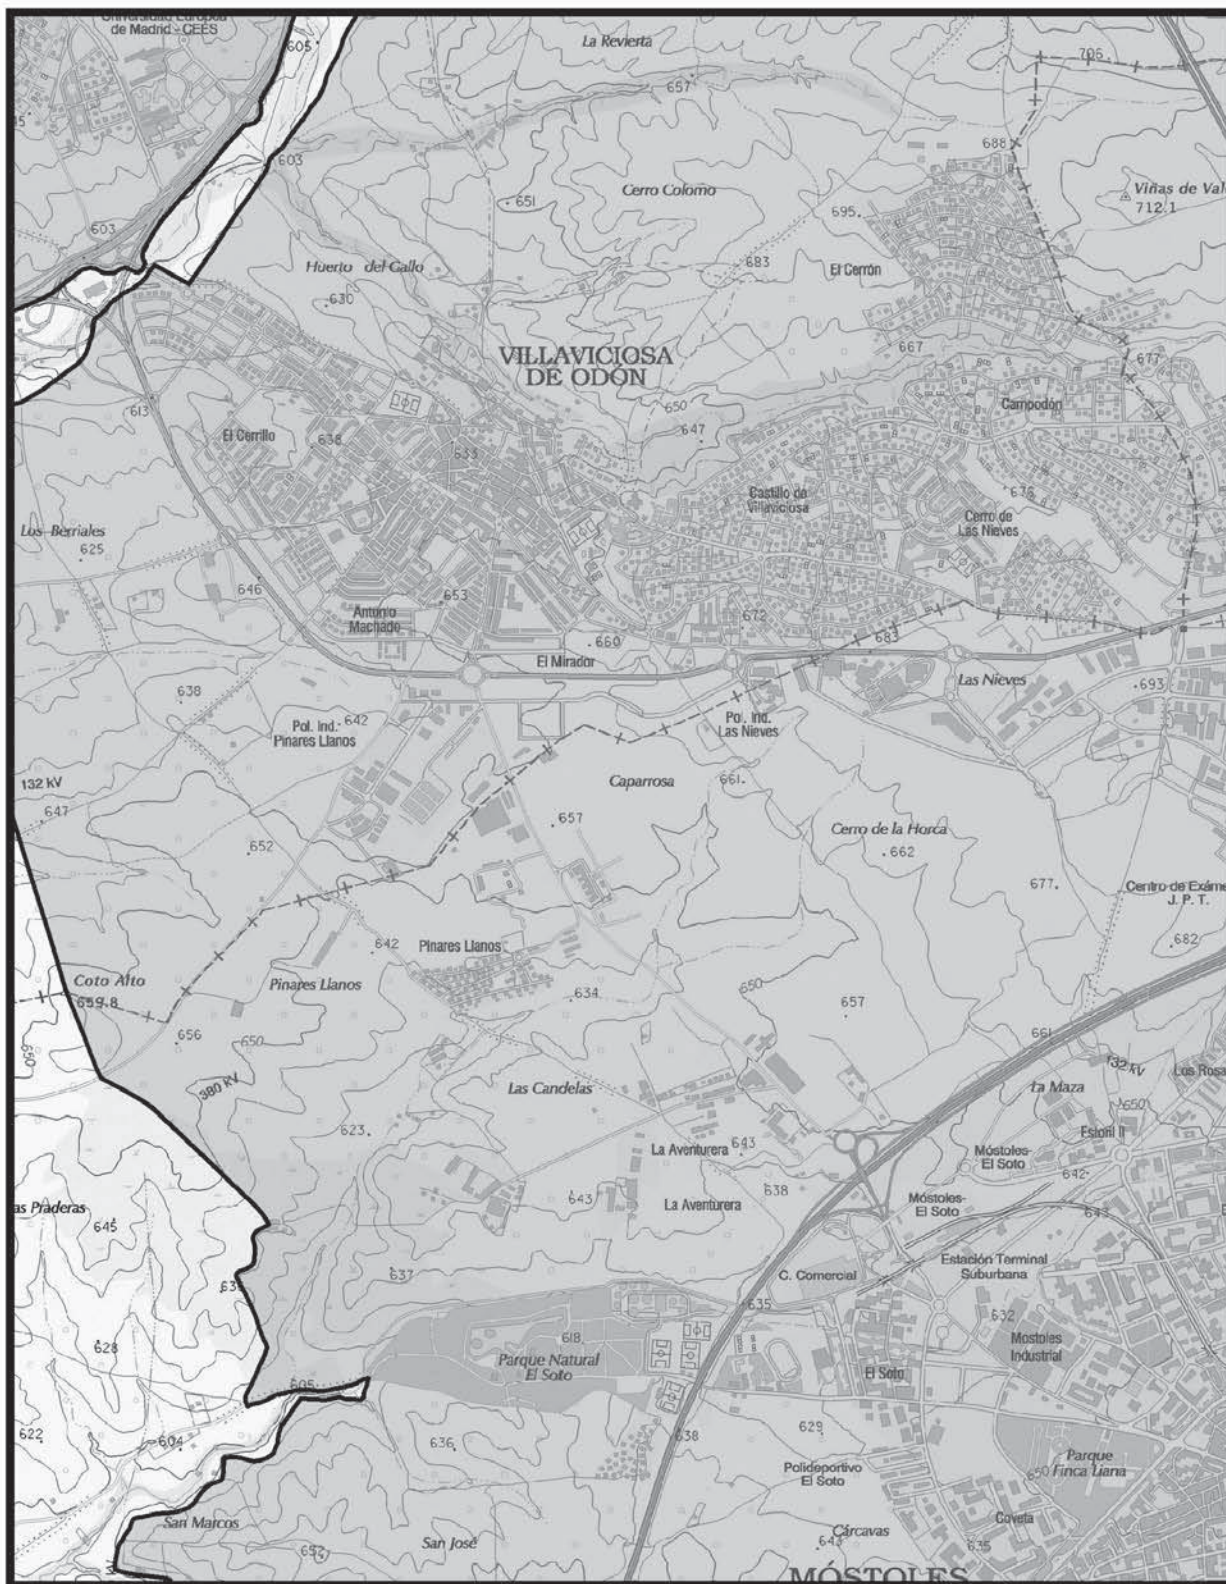 Universidad Europea
de Madrid - CEES
605
La Revierta
657
706
603
688
651
Cerro Colomo
695
Viñas de Val
712.1
603
Huerto del Gallo
683
El Cerrón
630
VILLAVICIOSA
DE ODÓN
667
677
613
650
Campodón
El Cerrillo
638
633
647
676
Castillo de
Villaviciosa
Cerro de
Las Nieves
Los Berriales
625
646
653
Antonio
Machado
672
660
683
El Mirador
Las Nieves
693
638
Pol. Ind.
Pinares Llanos
642
Pol. Ind.
Las Nieves
132 kV
Caparrosa
661
647
657
Cerro de la Horca
652
662
677
Centro de Exáme
J. P. T.
642
Pinares Llanos
682
Coto Alto
659.8
Pinares Llanos
634
650
657
656
650
661
650
380 kV
Las Candelas
La Maza
132 kV
Los Rosa
650
623
Estoril II
La Aventurera
643
Móstoles-
El Soto
642
643
638
as Praderas
645
La Aventurera
Móstoles-
El Soto
643
637
C. Comercial
Estación Terminal
Suburbana
635
632
628
618
Parque Natural
El Soto
Mostoles
Industrial
El Soto
605
622
604
636
638
629
Polideportivo
El Soto
Parque
Finca Liana
650
San Marcos
San José
652
Cárcavas
643
Coveta
635
MÓSTOLES